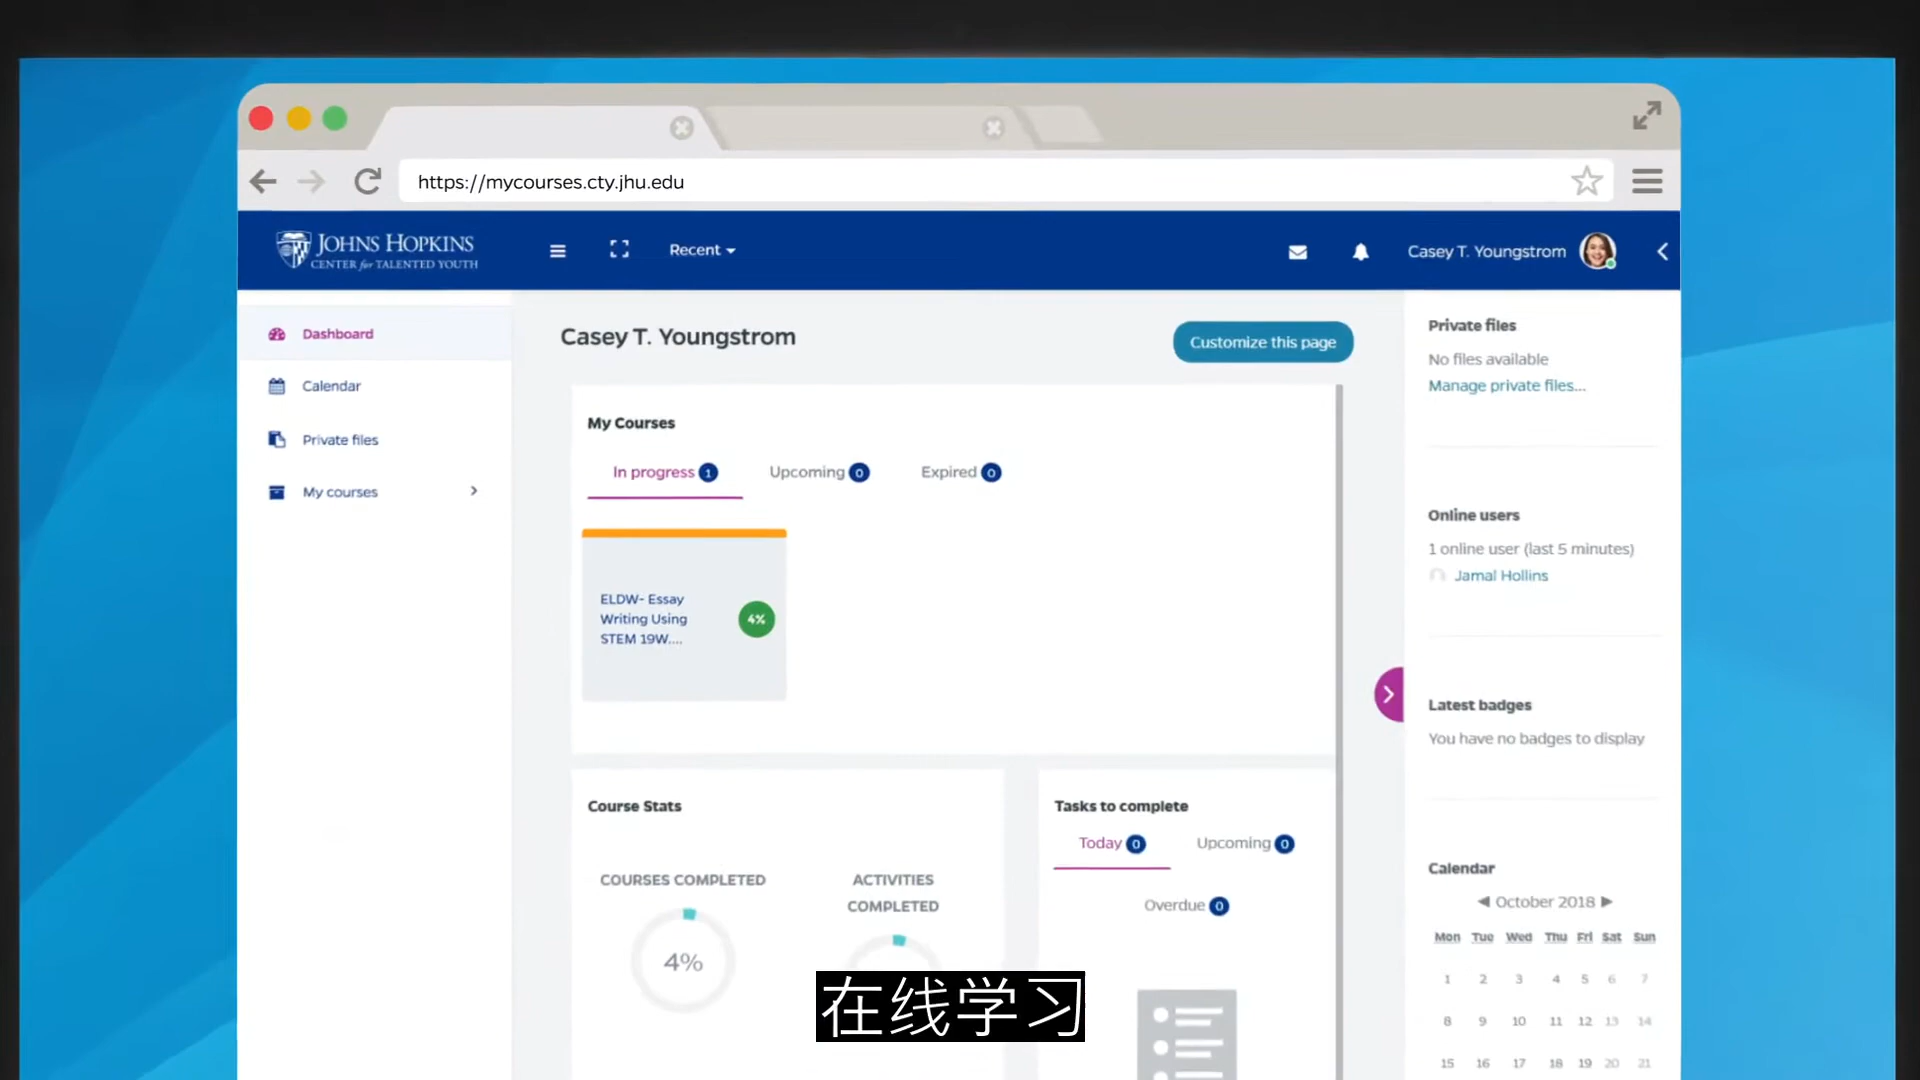 https://mycourses.cty.jhu.edu
JOHNS HOPKINS
CENTER for TALENTED YOUTH
Recent
Casey T. Youngstrom
Dashboard
Calendar
Private files
My courses
Casey T. Youngstrom
Customize this page
My Courses
In progress 1
Upcoming 0
Expired 0
ELDW- Essay
Writing Using
STEM 19W....
4%
Course Stats
COURSES COMPLETED
4%
ACTIVITIES
COMPLETED
Tasks to complete
Today 0
Upcoming 0
Overdue 0
Private files
No files available
Manage private files...
Online users
1 online user (last 5 minutes)
Jamal Hollins
Latest badges
You have no badges to display
Calendar
◀ October 2018 ▶
Mon Tue Wed Thu Fri Sat Sun
1 2 3 4 5 6 7
8 9 10 11 12 13 14
15 16 17 18 19 20 21
在线学习